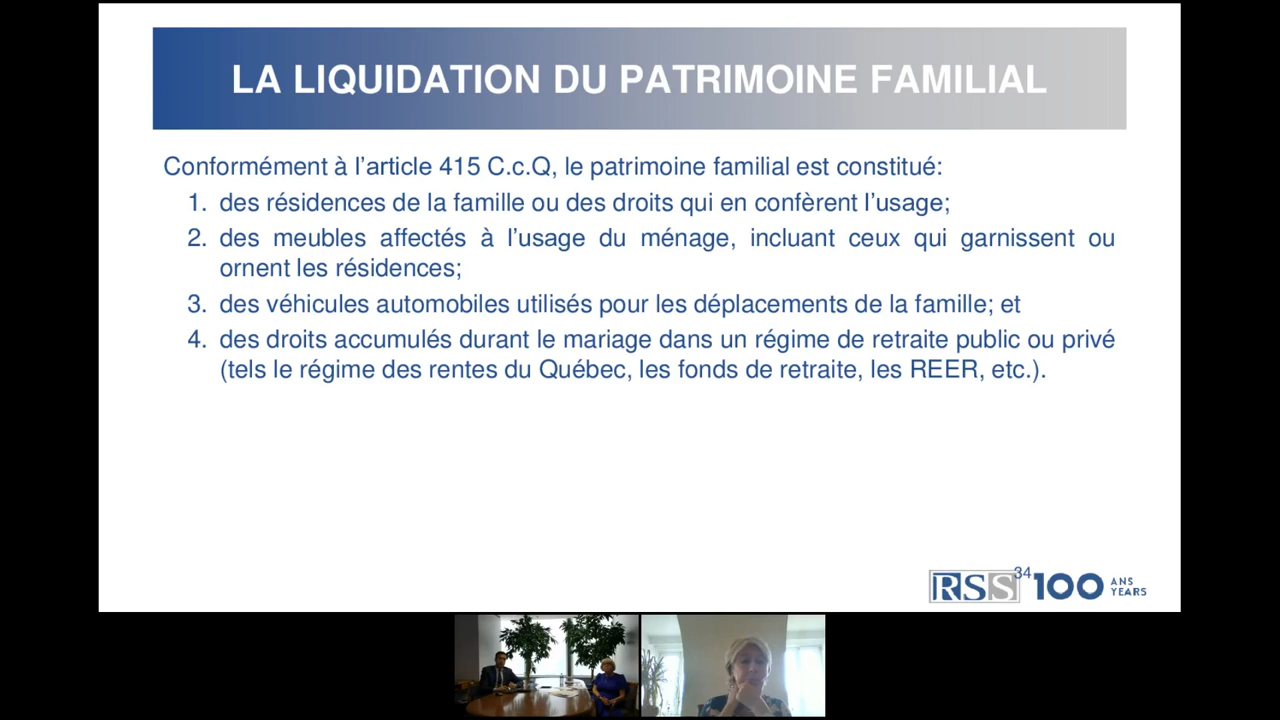 LA LIQUIDATION DU PATRIMOINE FAMILIAL
Conformément à l’article 415 C.c.Q, le patrimoine familial est constitué:
1. des résidences de la famille ou des droits qui en confèrent l’usage;
2. des meubles affectés à l’usage du ménage, incluant ceux qui garnissent ou
ornent les résidences;
3. des véhicules automobiles utilisés pour les déplacements de la famille; et
4. des droits accumulés durant le mariage dans un régime de retraite public ou privé
(tels le régime des rentes du Québec, les fonds de retraite, les REER, etc.).
34
RSS 100 ANS
YEARS